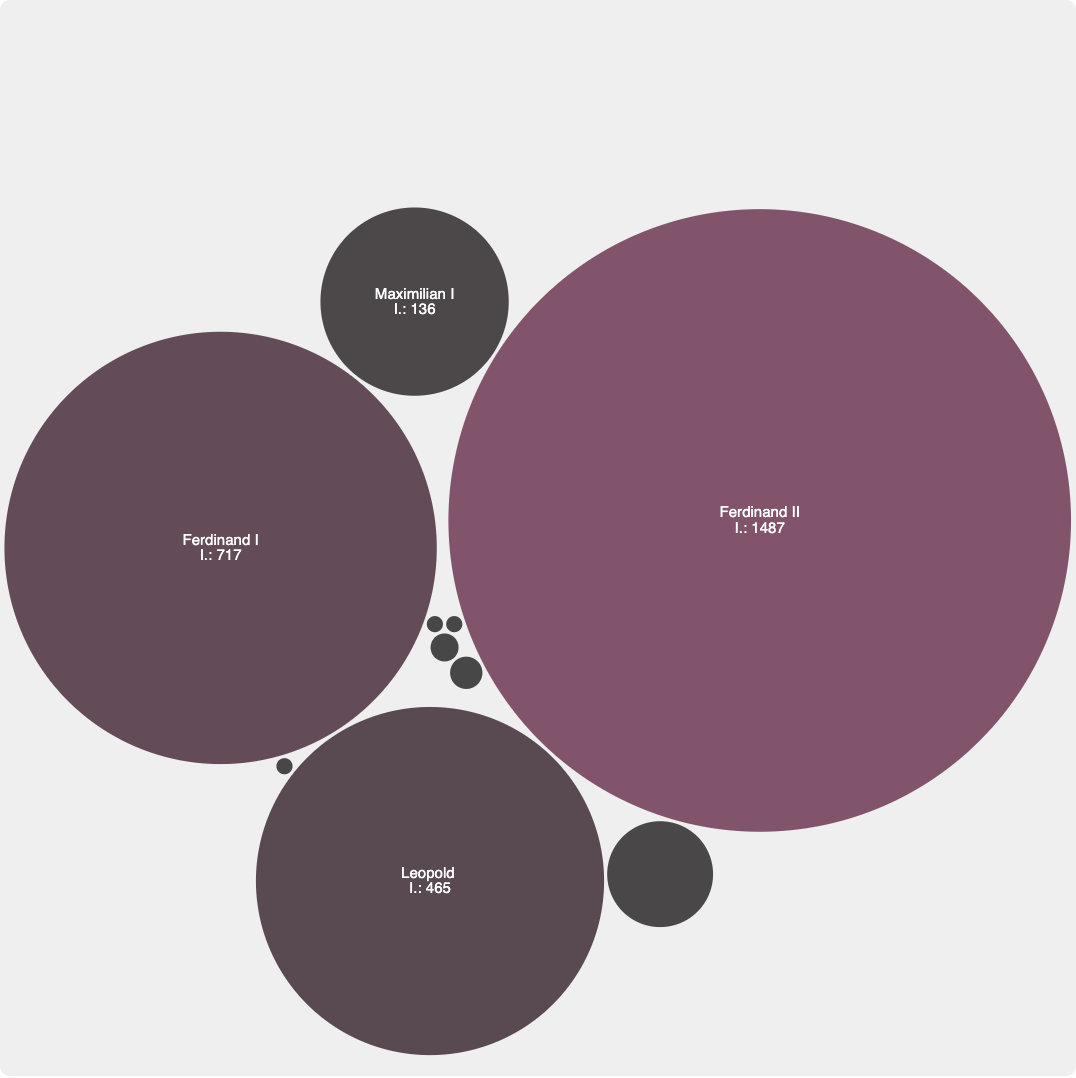 Maximilian I
I.: 136
Ferdinand II
I.: 1487
Ferdinand I
I.: 717
Leopold
I.: 465